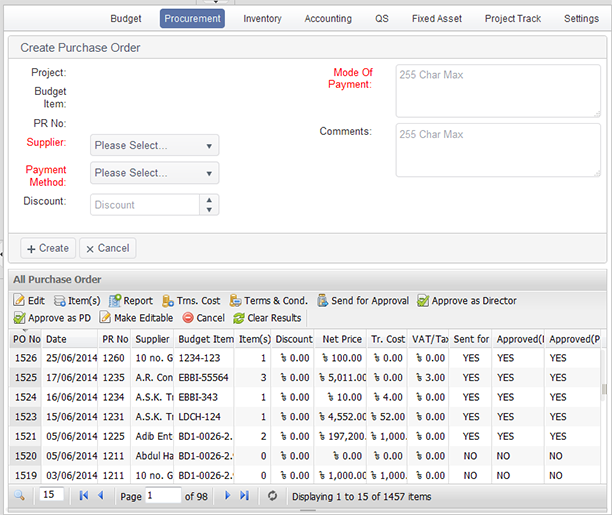 Budget Procurement Inventory Accounting QS Fixed Asset Project Track Settings
Create Purchase Order
Project:
Budget Item:
PR No:
Supplier: Please Select...
Payment Method: Please Select...
Discount: Discount
Mode Of Payment: 255 Char Max
Comments: 255 Char Max
+ Create × Cancel
All Purchase Order
Edit Item(s) Report Trns. Cost Terms & Cond. Send for Approval Approve as Director
Approve as PD Make Editable Cancel Clear Results
PO No Date PR No Supplier Budget Item Item(s) Discount Net Price Tr. Cost VAT/Tax Sent for Approved(I Approved(P
1526 25/06/2014 1260 10 no. G 1234-123 1 ৳ 0.00 ৳ 100.00 ৳ 0.00 ৳ 0.00 YES YES YES
1525 17/06/2014 1235 A.R. Con EBBI-55564 3 ৳ 0.00 ৳ 5,011.00 ৳ 0.00 ৳ 3.00 YES YES YES
1524 16/06/2014 1234 A.S.K. Tr EBBI-343 1 ৳ 0.00 ৳ 10.00 ৳ 4.00 ৳ 0.00 YES YES YES
1523 15/06/2014 1231 A.S.K. Tr LDCH-124 1 ৳ 0.00 ৳ 4,552.00 ৳ 52.00 ৳ 0.00 YES YES YES
1521 05/06/2014 1225 Adib Ent BD1-0026-2. 2 ৳ 0.00 ৳ 197,200. ৳ 1,000. ৳ 0.00 YES YES YES
1520 05/06/2014 1211 Abdul Ha BD1-0026-2.! 0 ৳ 0.00 ৳ 0.00 ৳ 0.00 ৳ 0.00 NO NO NO
1519 03/06/2014 1211 10 no. G BD1-0026-2.! 0 ৳ 0.00 ৳ 1,000.00 ৳ 0.00 ৳ 0.00 NO NO NO
15 Page 1 of 98 Displaying 1 to 15 of 1457 items